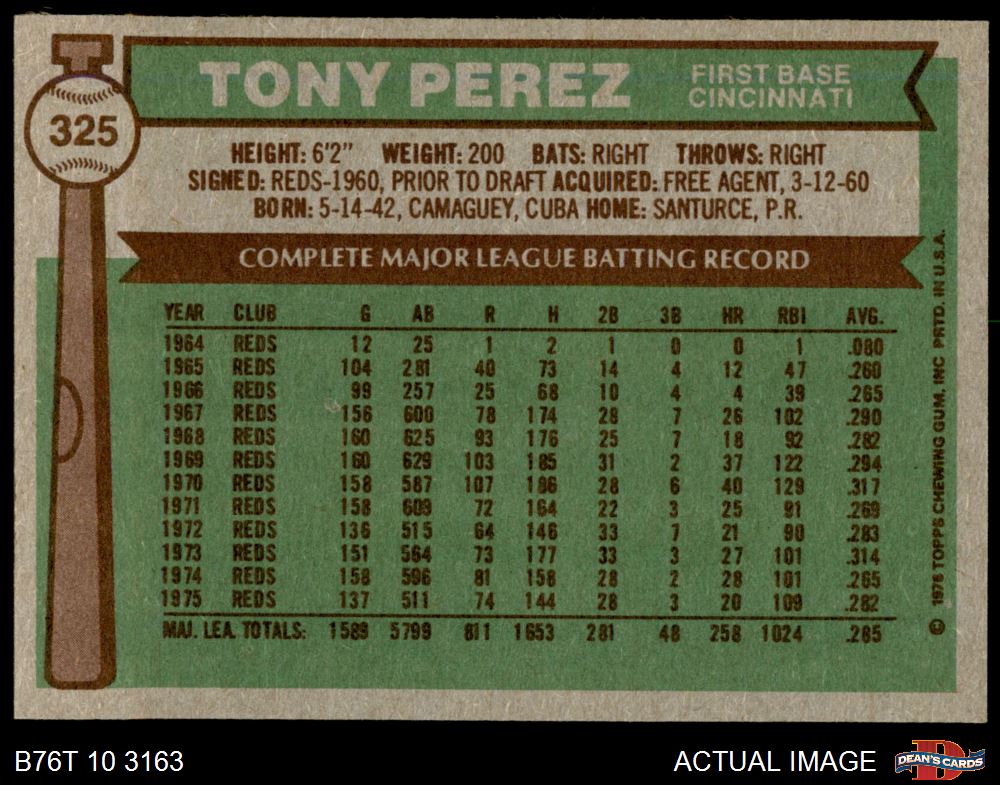 325
TONY PEREZ
FIRST BASE
CINCINNATI
HEIGHT: 6'2" WEIGHT: 200 BATS: RIGHT THROWS: RIGHT
SIGNED: REDS-1960, PRIOR TO DRAFT ACQUIRED: FREE AGENT, 3-12-60
BORN: 5-14-42, CAMAGUEY, CUBA HOME: SANTURCE, P.R.
COMPLETE MAJOR LEAGUE BATTING RECORD
YEAR CLUB G AB R H 2B 3B HR RBI AVG.
1964 REDS 12 25 1 2 1 0 0 1 .080
1965 REDS 104 281 40 73 14 4 12 47 .260
1966 REDS 99 257 25 68 10 4 4 39 .265
1967 REDS 156 600 78 174 28 7 26 102 .290
1968 REDS 160 625 93 176 25 7 18 92 .282
1969 REDS 160 629 103 185 31 2 37 122 .294
1970 REDS 158 587 107 186 28 6 40 129 .317
1971 REDS 158 609 72 164 22 3 25 91 .269
1972 REDS 136 515 64 146 33 7 21 90 .283
1973 REDS 151 564 73 177 33 3 27 101 .314
1974 REDS 158 596 81 158 28 2 28 101 .265
1975 REDS 137 511 74 144 28 3 20 109 .282
MAJ. LEA. TOTALS: 1589 5799 811 1653 281 48 258 1024 .285
© 1976 TOPPS CHEWING GUM, INC PRTD. IN U.S.A.
B76T 10 3163
ACTUAL IMAGE
DEAN'S CARDS